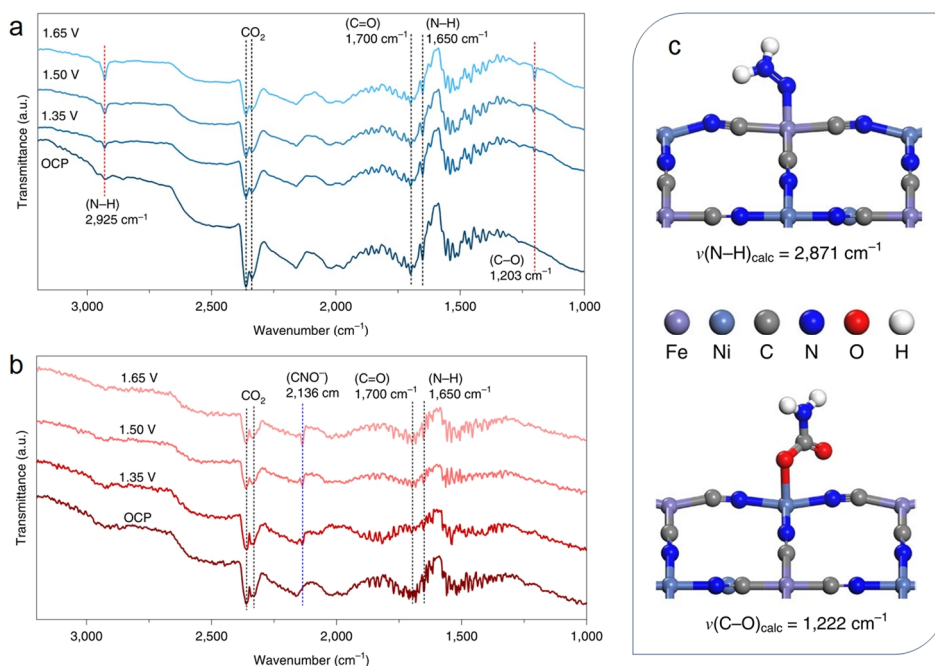 a
1.65 V
1.50 V
1.35 V
OCP
CO2
(C=O)
1,700 cm⁻¹
(N–H)
1,650 cm⁻¹
(N–H)
2,925 cm⁻¹
(C–O)
1,203 cm⁻¹
Transmittance (a.u.)
3,000 2,500 2,000 1,500 1,000
Wavenumber (cm⁻¹)
b
1.65 V
1.50 V
1.35 V
OCP
CO2
(CNO⁻)
2,136 cm
(C=O)
1,700 cm⁻¹
(N–H)
1,650 cm⁻¹
Transmittance (a.u.)
3,000 2,500 2,000 1,500 1,000
Wavenumber (cm⁻¹)
c
v(N–H)calc = 2,871 cm⁻¹
Fe Ni C N O H
v(C–O)calc = 1,222 cm⁻¹